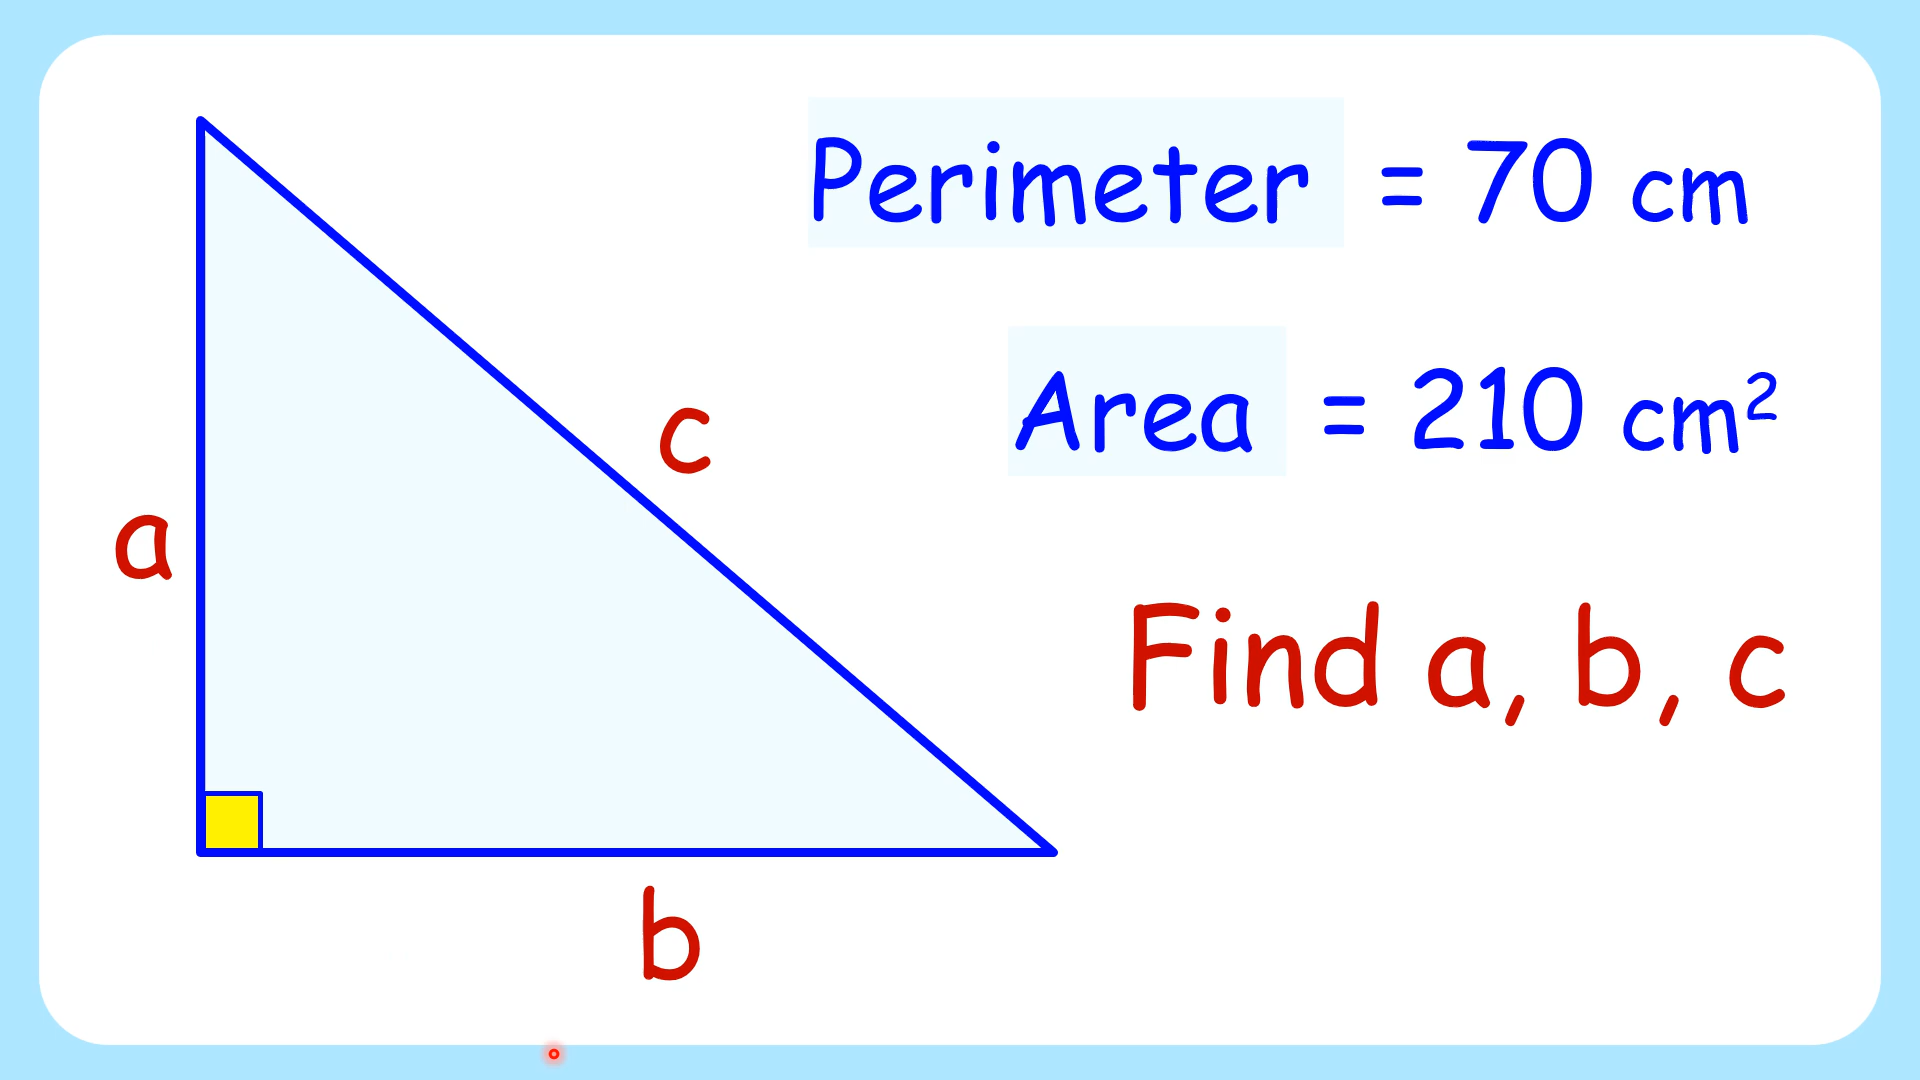 Perimeter = 70 cm
Area = 210 cm²
c
a
Find a, b, c
b